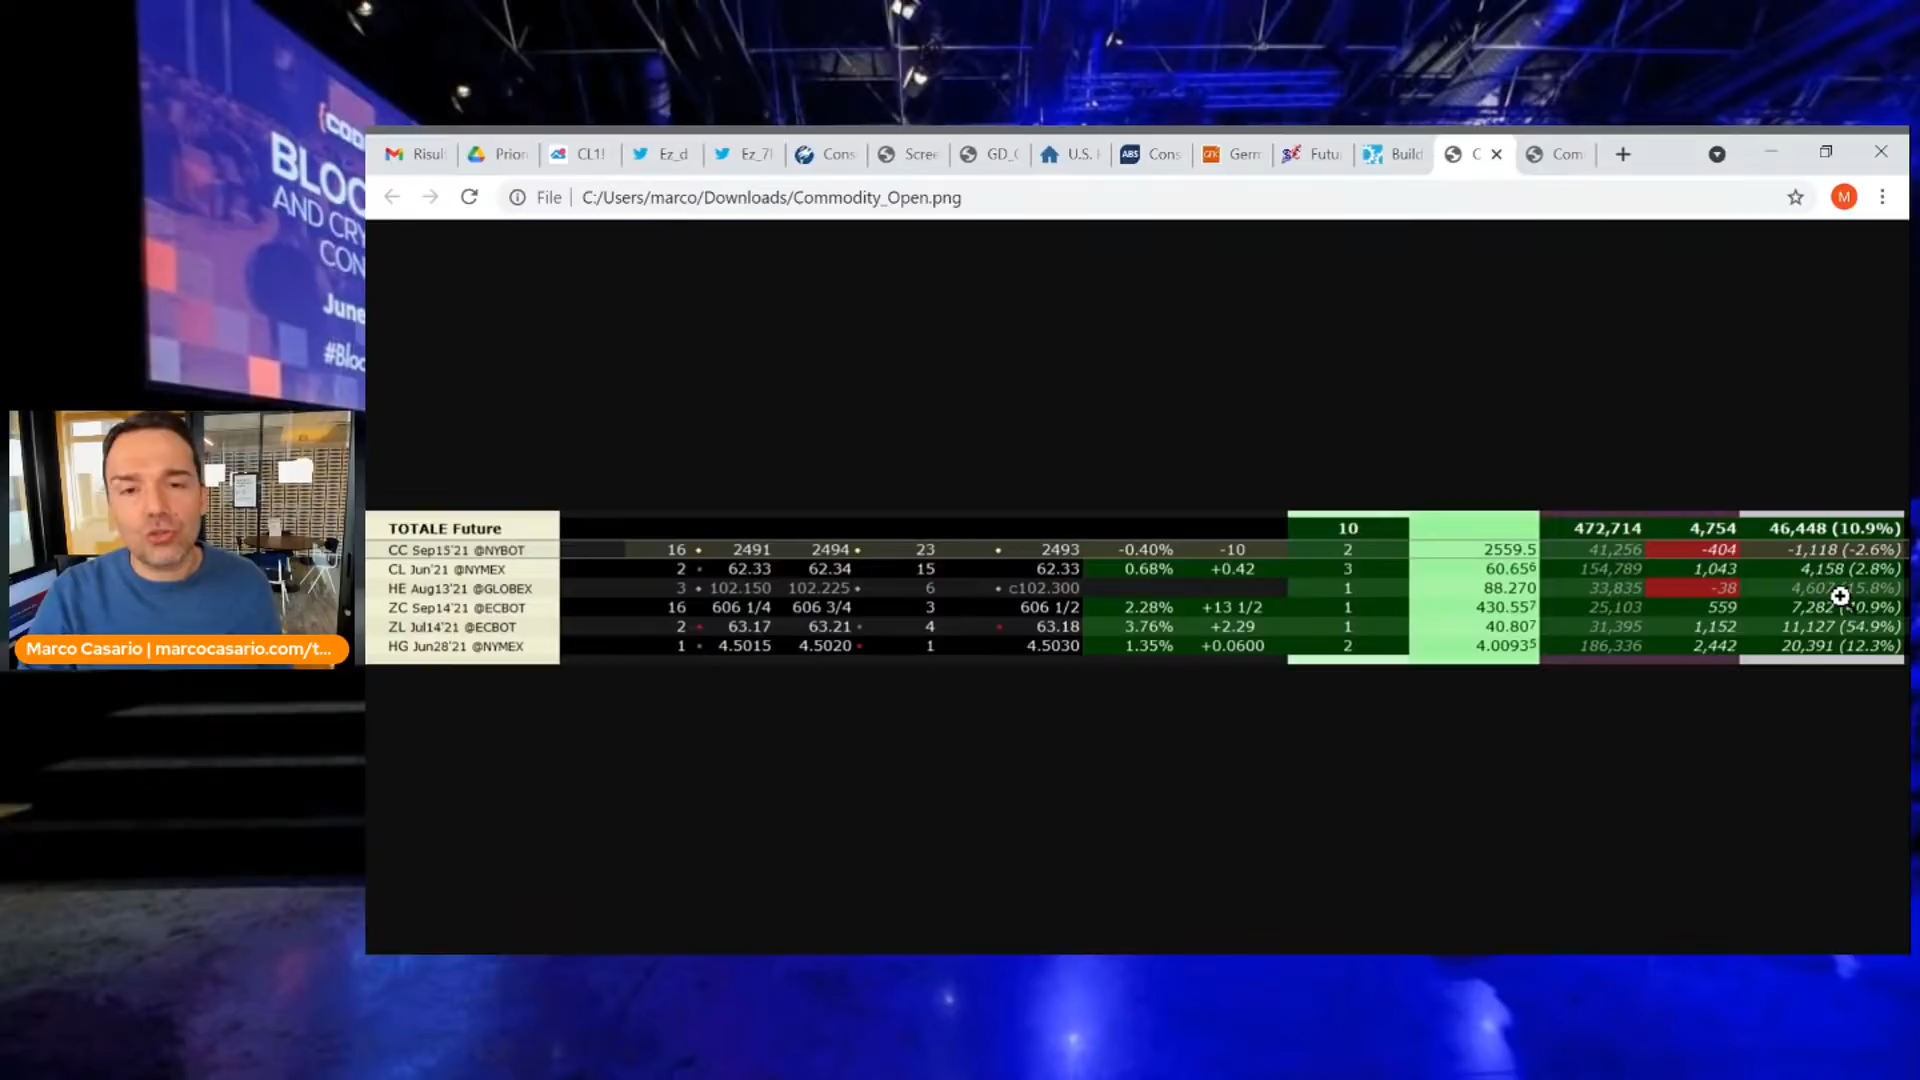 {COD
BLOC
AND CRY
CON
June
#Bloc
Risul
Prior
CL1!
Ez_d
Ez_7
Cons
Scree
GD_C
U.S.
ABS
Cons
GFK
Germ
Futu
Build
C
Com
File
C:/Users/marco/Downloads/Commodity_Open.png
M
TOTALE Future 10 472,714 4,754 46,448 (10.9%)
CC Sep15'21 @NYBOT 16 2491 2494 23 2493 -0.40% -10 2 2559.5 41,256 -404 -1,118 (-2.6%)
CL Jun'21 @NYMEX 2 62.33 62.34 15 62.33 0.68% +0.42 3 60.65⁶ 154,789 1,043 4,158 (2.8%)
HE Aug13'21 @GLOBEX 3 102.150 102.225 6 c102.300 1 88.270 33,835 -38
ZC Sep14'21 @ECBOT 16 606 1/4 606 3/4 3 606 1/2 2.28% +13 1/2 1 430.55⁷ 25,103 559 7,282
ZL Jul14'21 @ECBOT 2 63.17 63.21 4 63.18 3.76% +2.29 1 40.80⁷ 31,395 1,152 11,127 (54.9%)
HG Jun28'21 @NYMEX 1 4.5015 4.5020 1 4.5030 1.35% +0.0600 2 4.0093⁵ 186,336 2,442 20,391 (12.3%)
Marco Casario | marcocasario.com/t...